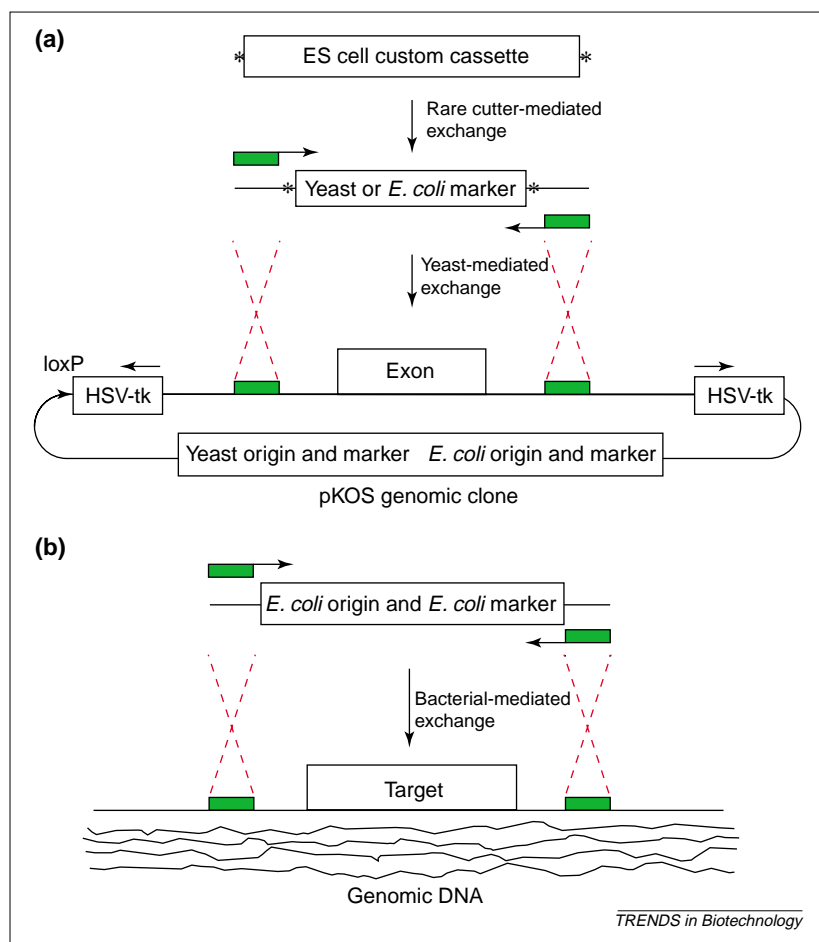 (a)
ES cell custom cassette
* *
Rare cutter-mediated
exchange
* Yeast or E. coli marker *
Yeast-mediated
exchange
loxP
HSV-tk
Exon
HSV-tk
Yeast origin and marker E. coli origin and marker
pKOS genomic clone
(b)
E. coli origin and E. coli marker
Bacterial-mediated
exchange
Target
Genomic DNA
TRENDS in Biotechnology